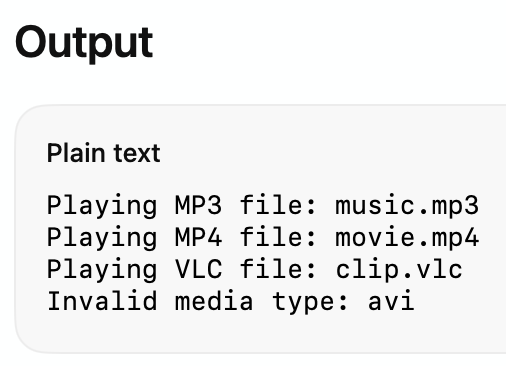 Output
Plain text
Playing MP3 file: music.mp3
Playing MP4 file: movie.mp4
Playing VLC file: clip.vlc
Invalid media type: avi